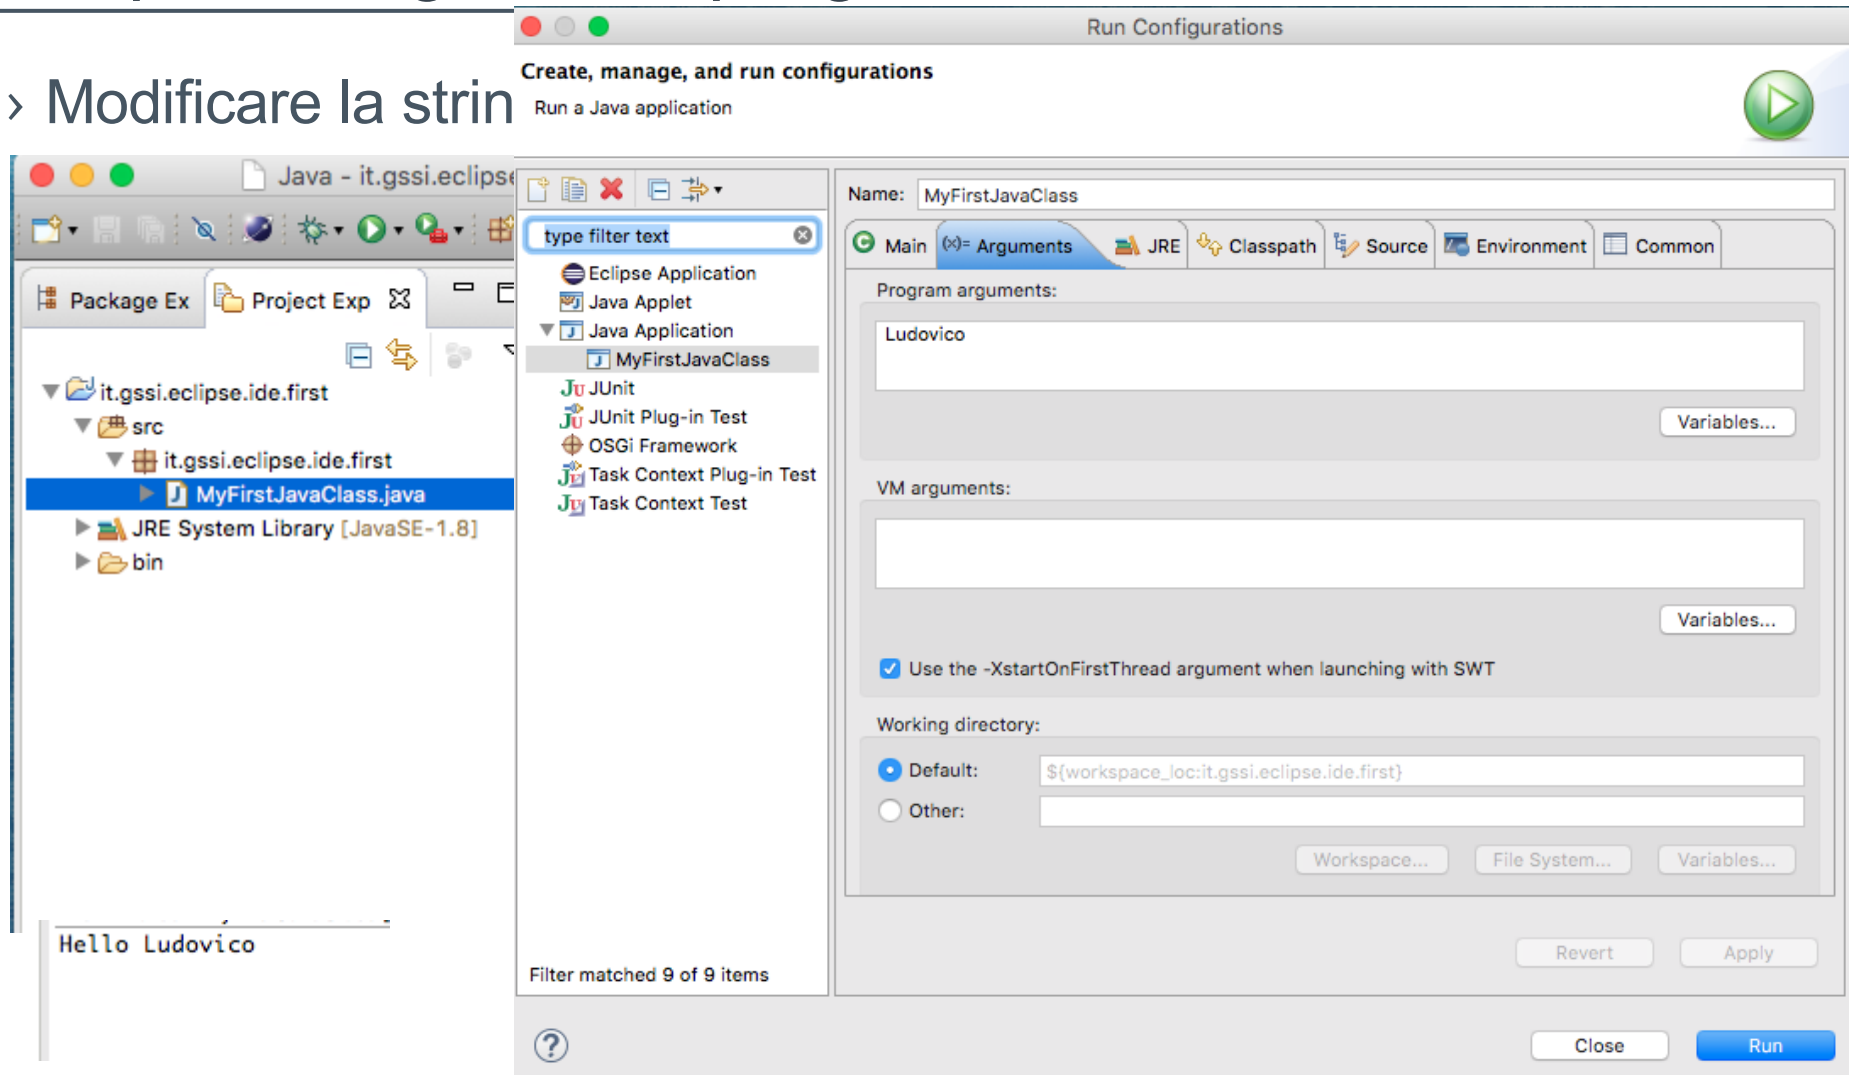 › Modificare la strin
Java - it.gssi.eclipse
Package Ex
Project Exp
it.gssi.eclipse.ide.first
src
it.gssi.eclipse.ide.first
MyFirstJavaClass.java
JRE System Library [JavaSE-1.8]
bin
Hello Ludovico
Run Configurations
Create, manage, and run configurations
Run a Java application
type filter text
Eclipse Application
Java Applet
Java Application
MyFirstJavaClass
JUnit
JUnit Plug-in Test
OSGi Framework
Task Context Plug-in Test
Task Context Test
Filter matched 9 of 9 items
Name: MyFirstJavaClass
Main (x)= Arguments JRE Classpath Source Environment Common
Program arguments:
Ludovico
Variables...
VM arguments:
Variables...
Use the -XstartOnFirstThread argument when launching with SWT
Working directory:
Default: ${workspace_loc:it.gssi.eclipse.ide.first}
Other:
Workspace... File System... Variables...
Revert Apply
? Close Run